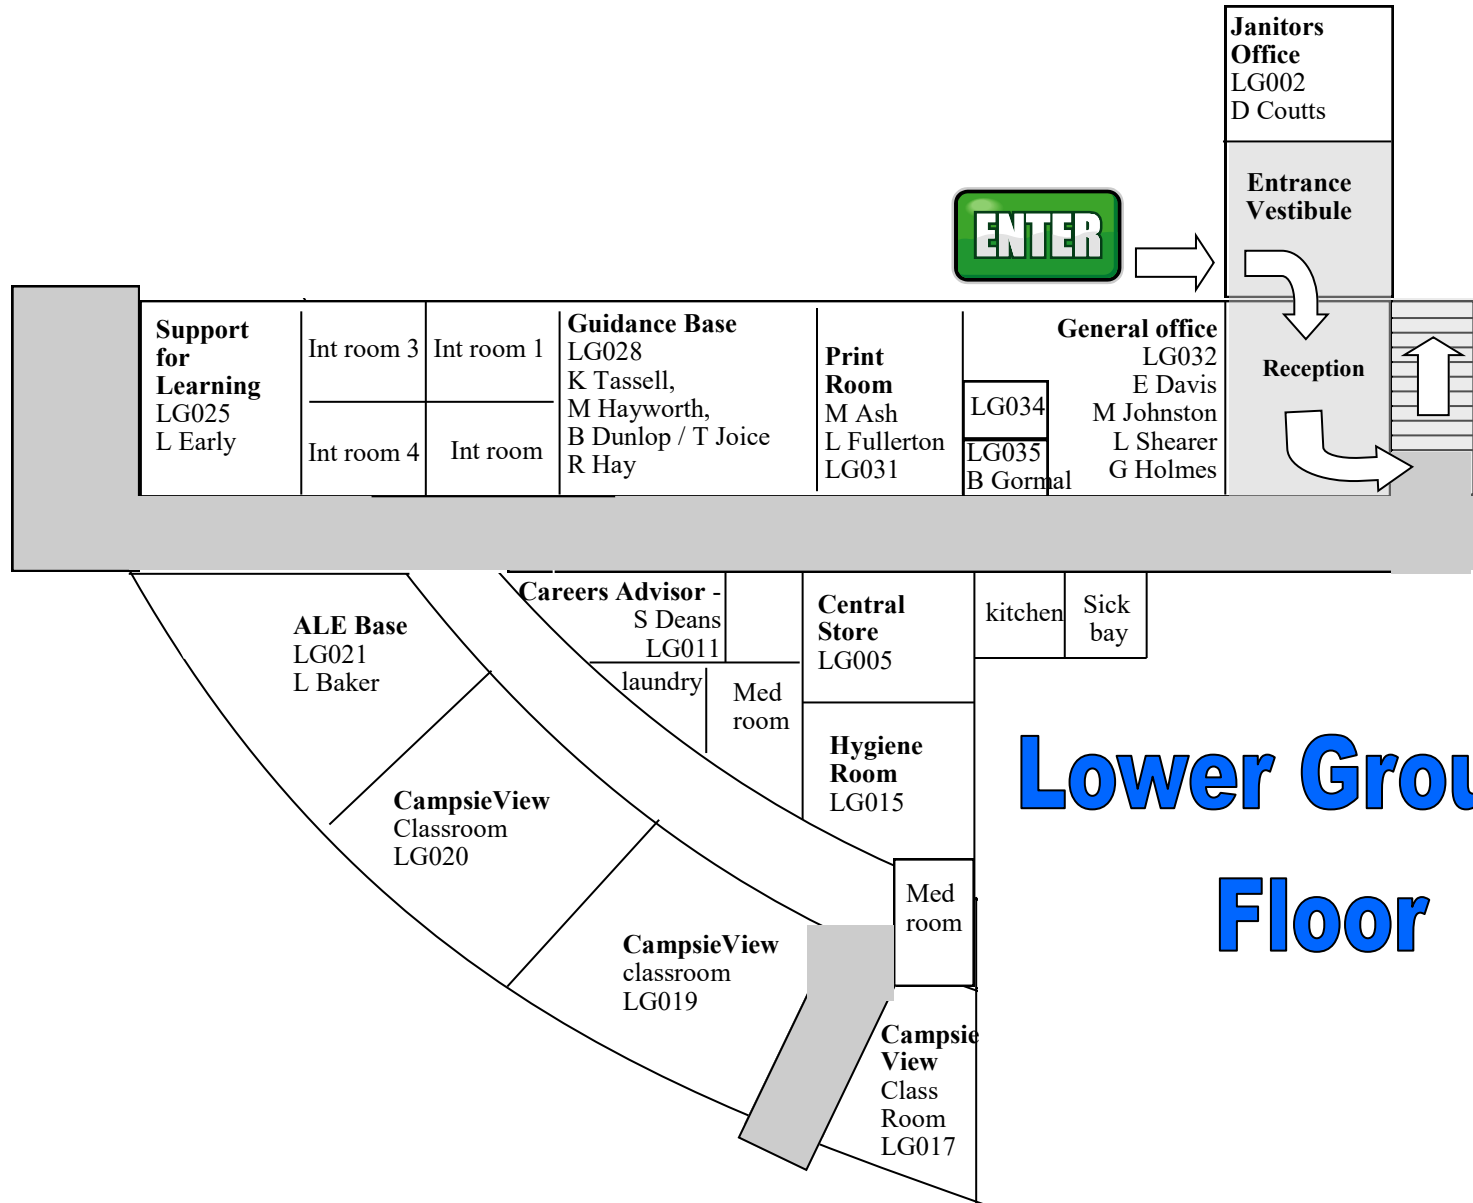 Janitors
Office
LG002
D Coutts
Entrance
Vestibule
ENTER
Support
for
Learning
LG025
L Early
Int room 3
Int room 1
Int room 4
Int room
Guidance Base
LG028
K Tassell,
M Hayworth,
B Dunlop / T Joice
R Hay
Print
Room
M Ash
L Fullerton
LG031
LG034
LG035
B Gormal
General office
LG032
E Davis
M Johnston
L Shearer
G Holmes
Reception
Careers Advisor -
S Deans
LG011
laundry
Med
room
Central
Store
LG005
kitchen
Sick
bay
ALE Base
LG021
L Baker
Hygiene
Room
LG015
CampsieView
Classroom
LG020
CampsieView
classroom
LG019
Med
room
Campsie
View
Class
Room
LG017
Lower Grou
Floor